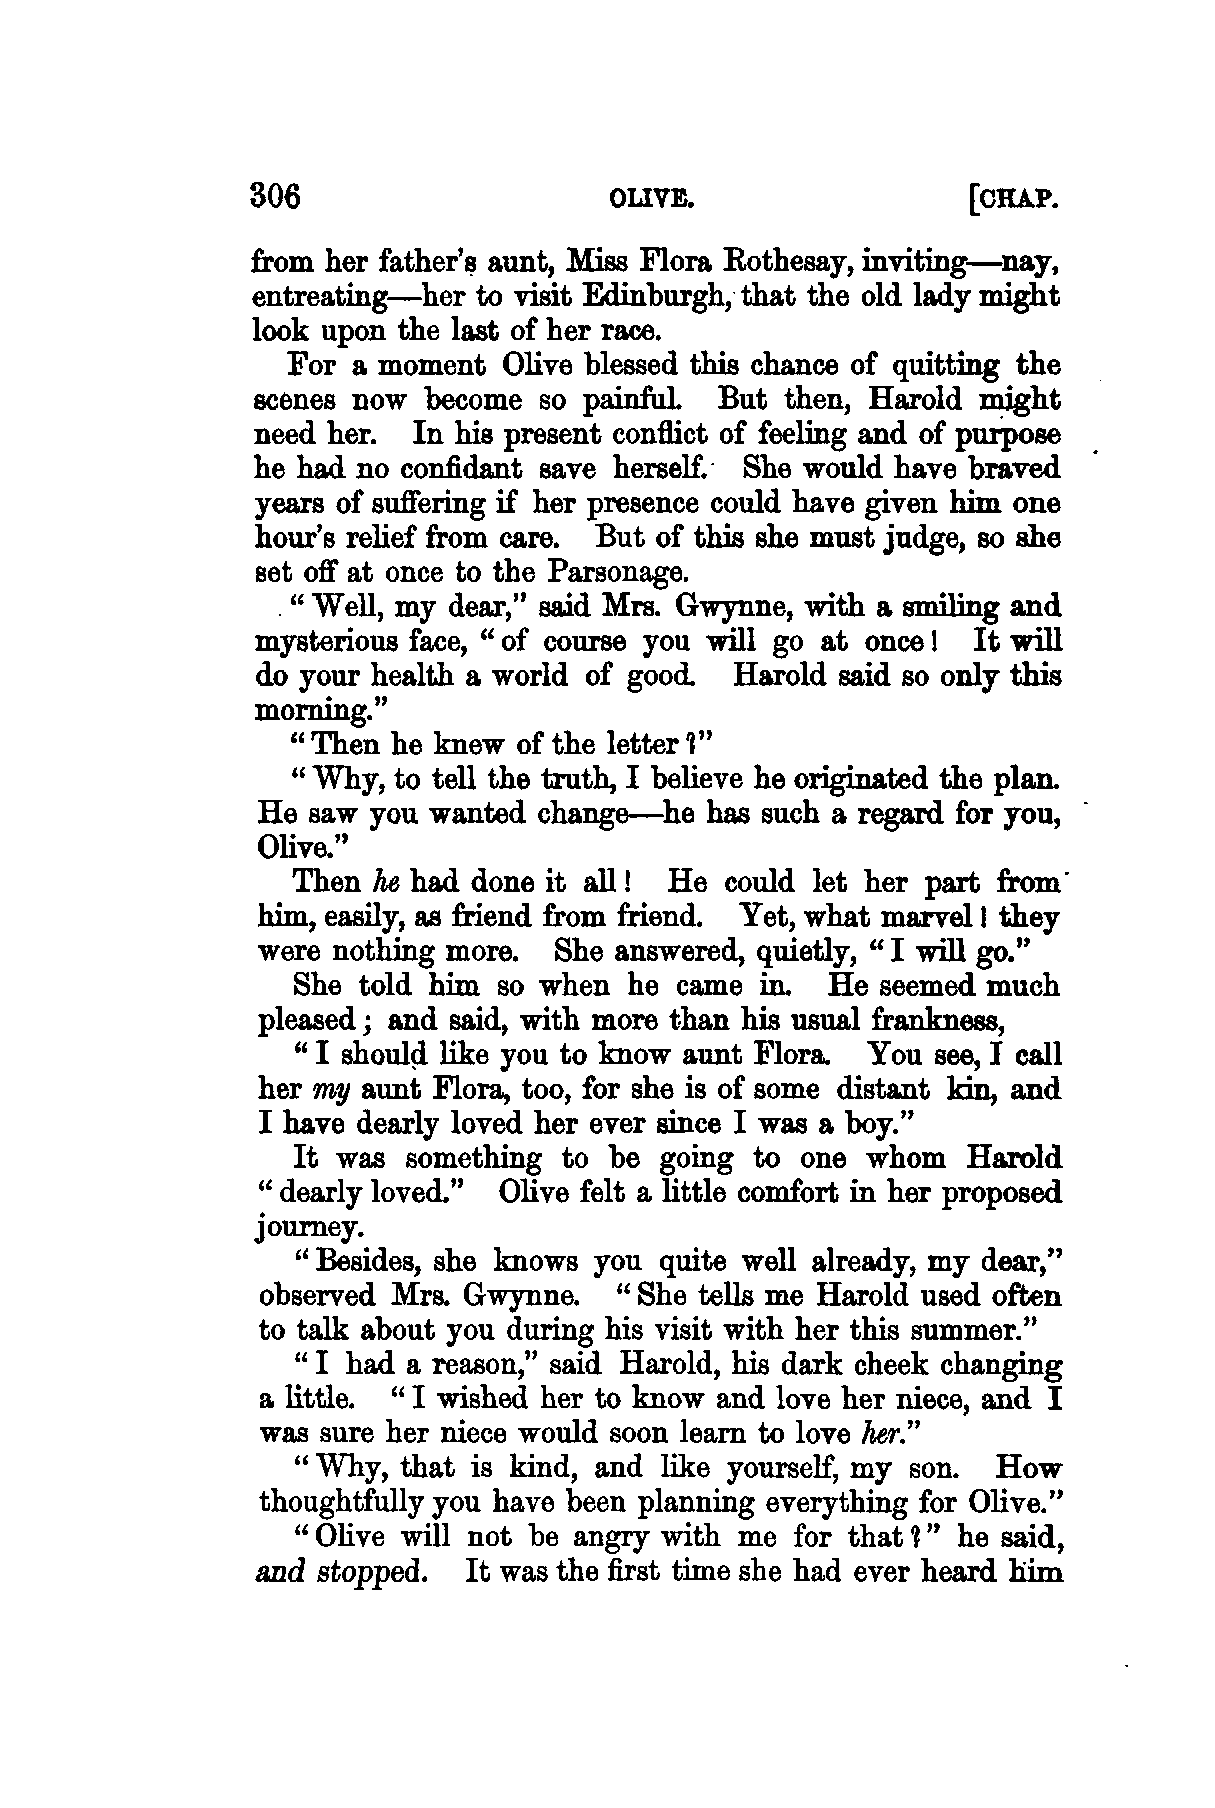 306 OLIVE. [CHAP.
from her father's aunt, Miss Flora Rothesay, inviting—nay,
entreating—her to visit Edinburgh, that the old lady might
look upon the last of her race.
For a moment Olive blessed this chance of quitting the
scenes now become so painful. But then, Harold might
need her. In his present conflict of feeling and of purpose
he had no confidant save herself. She would have braved
years of suffering if her presence could have given him one
hour's relief from care. But of this she must judge, so she
set off at once to the Parsonage.
"Well, my dear," said Mrs. Gwynne, with a smiling and
mysterious face, "of course you will go at once! It will
do your health a world of good. Harold said so only this
morning."
"Then he knew of the letter?"
"Why, to tell the truth, I believe he originated the plan.
He saw you wanted change—he has such a regard for you,
Olive."
Then he had done it all! He could let her part from
him, easily, as friend from friend. Yet, what marvel! they
were nothing more. She answered, quietly, "I will go."
She told him so when he came in. He seemed much
pleased; and said, with more than his usual frankness,
"I should like you to know aunt Flora. You see, I call
her my aunt Flora, too, for she is of some distant kin, and
I have dearly loved her ever since I was a boy."
It was something to be going to one whom Harold
"dearly loved." Olive felt a little comfort in her proposed
journey.
"Besides, she knows you quite well already, my dear,"
observed Mrs. Gwynne. "She tells me Harold used often
to talk about you during his visit with her this summer."
"I had a reason," said Harold, his dark cheek changing
a little. "I wished her to know and love her niece, and I
was sure her niece would soon learn to love her."
"Why, that is kind, and like yourself, my son. How
thoughtfully you have been planning everything for Olive."
"Olive will not be angry with me for that?" he said,
and stopped. It was the first time she had ever heard him